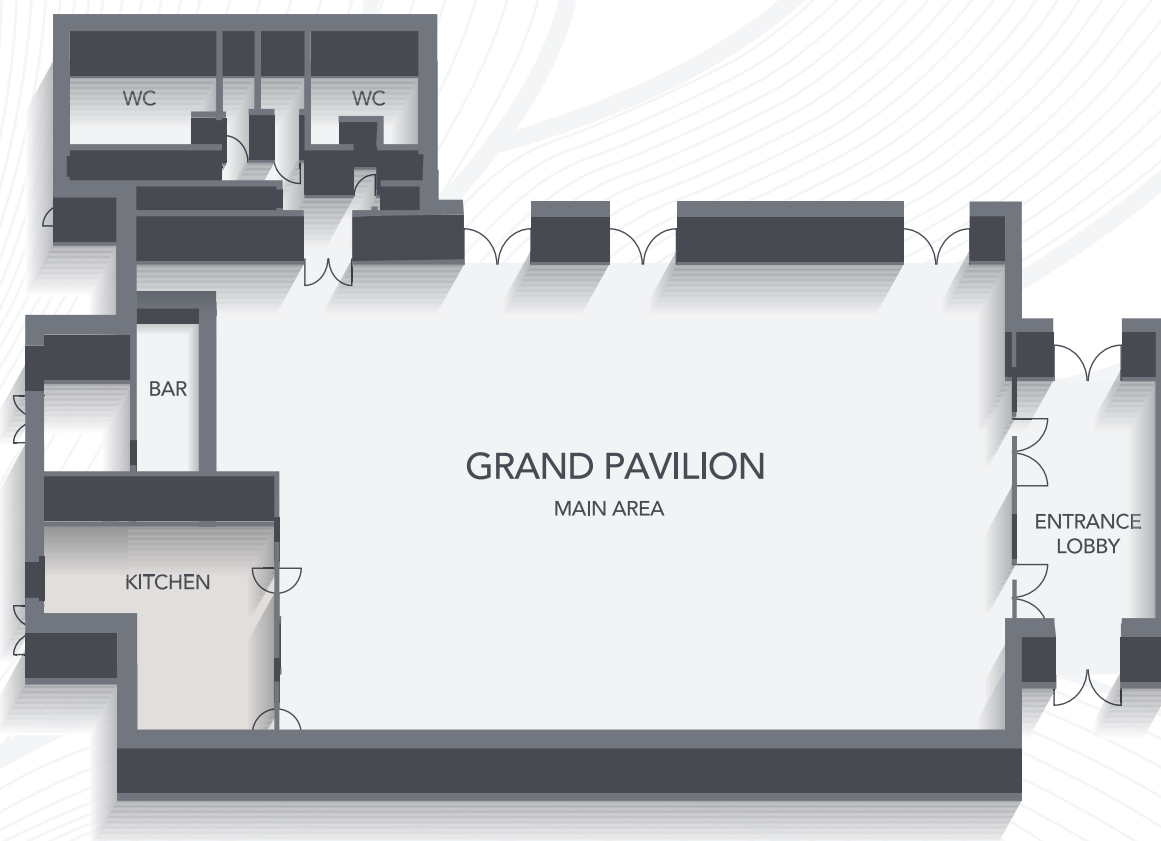 WC
WC
BAR
GRAND PAVILION
MAIN AREA
ENTRANCE
LOBBY
KITCHEN